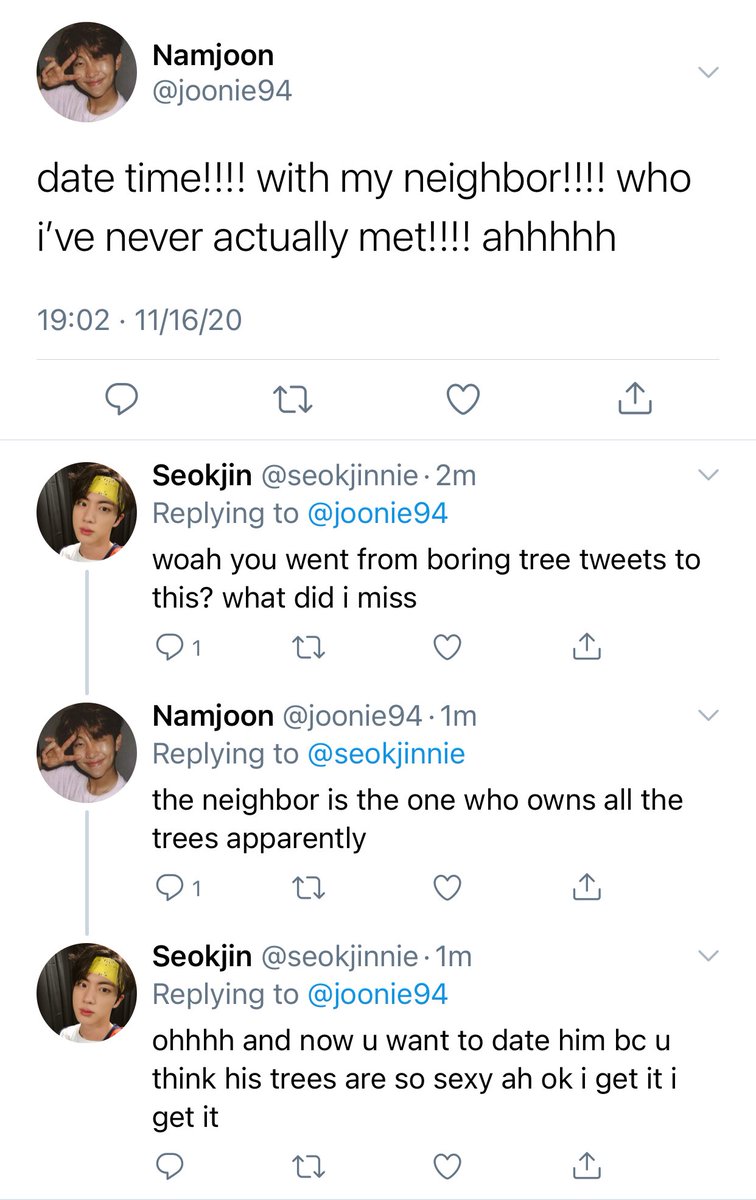 Namjoon
@joonie94
date time!!!! with my neighbor!!!! who
i’ve never actually met!!!! ahhhhh
19:02 · 11/16/20
Seokjin @seokjinnie · 2m
Replying to @joonie94
woah you went from boring tree tweets to
this? what did i miss
1
Namjoon @joonie94 · 1m
Replying to @seokjinnie
the neighbor is the one who owns all the
trees apparently
1
Seokjin @seokjinnie · 1m
Replying to @joonie94
ohhhh and now u want to date him bc u
think his trees are so sexy ah ok i get it i
get it